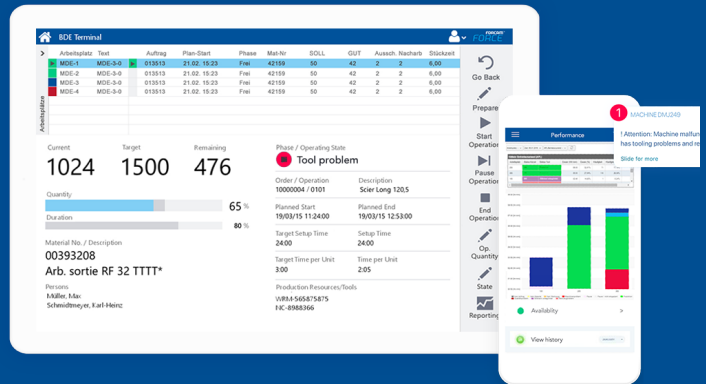 BDE Terminal
FORCAM
FORCE
Arbeitsplatz Text Auftrag Plan-Start Phase Mat-Nr SOLL GUT Aussch. Nacharb Stückzeit
MDE-1 MDE-3-0 013513 21.02. 15:23 Frei 42159 50 42 2 2 6,00
MDE-2 MDE-3-0 013513 21.02. 15:23 Frei 42159 50 42 2 2 6,00
MDE-3 MDE-3-0 013513 21.02. 15:23 Frei 42159 50 42 2 2 6,00
MDE-4 MDE-3-0 013513 21.02. 15:23 Frei 42159 50 42 2 2 6,00
Arbeitsplätze
Current Target Remaining
1024 1500 476
Quantity
65 %
Duration
80 %
Material No. / Description
00393208
Arb. sortie RF 32 TTTT*
Persons
Müller, Max
Schmidtmeyer, Karl-Heinz
Phase / Operating State
Tool problem
Order / Operation Description
10000004 / 0101 Scier Long 120,5
Planned Start Planned End
19/03/15 11:24:00 19/03/15 12:53:00
Target Setup Time Setup Time
24:00 24:00
Target Time per Unit Time per Unit
3:00 2:05
Production Resources/Tools
WRM-565875875
NC-8988366
Go Back
Prepare
Start
Operation
Pause
Operation
End
Operation
Op.
Quantity
State
Reporting
1 MACHINE DMU249
! Attention: Machine malfun
has tooling problems and re
Slide for more
Performance
Availablity >
View history